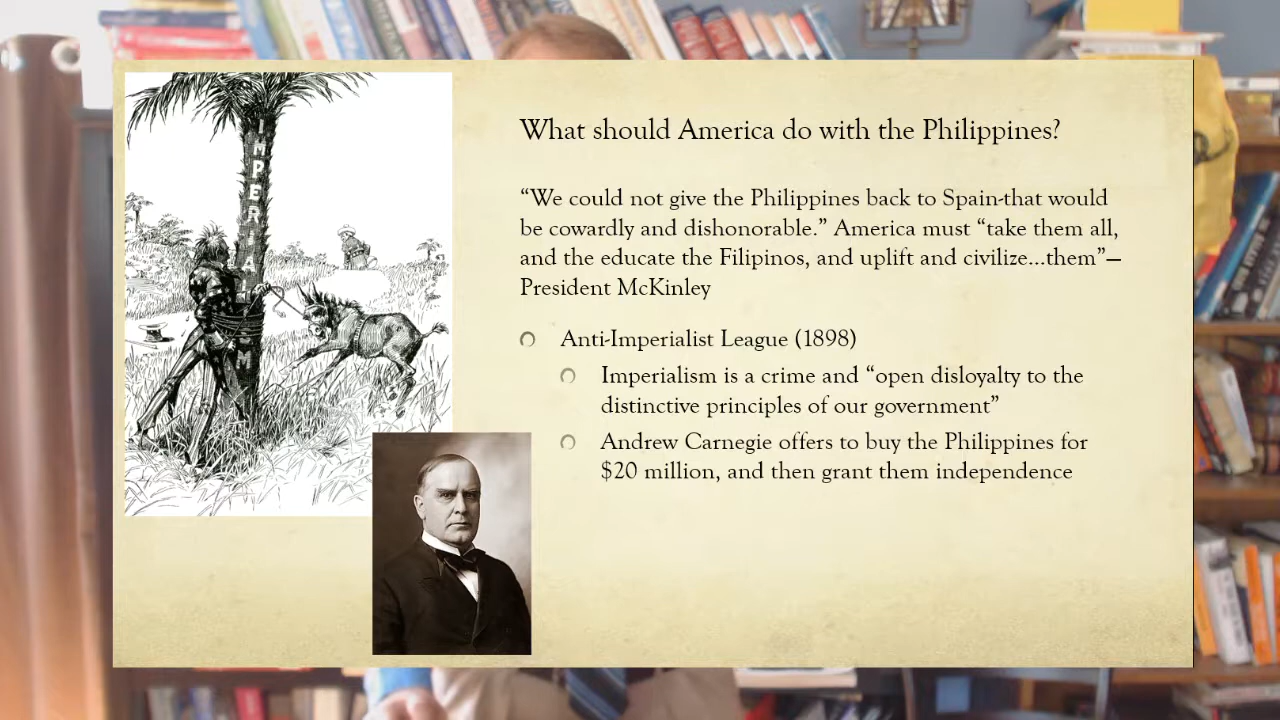 IMPERIALISM
What should America do with the Philippines?
“We could not give the Philippines back to Spain-that would
be cowardly and dishonorable.” America must “take them all,
and the educate the Filipinos, and uplift and civilize...them”—
President McKinley
Anti-Imperialist League (1898)
Imperialism is a crime and “open disloyalty to the
distinctive principles of our government”
Andrew Carnegie offers to buy the Philippines for
$20 million, and then grant them independence